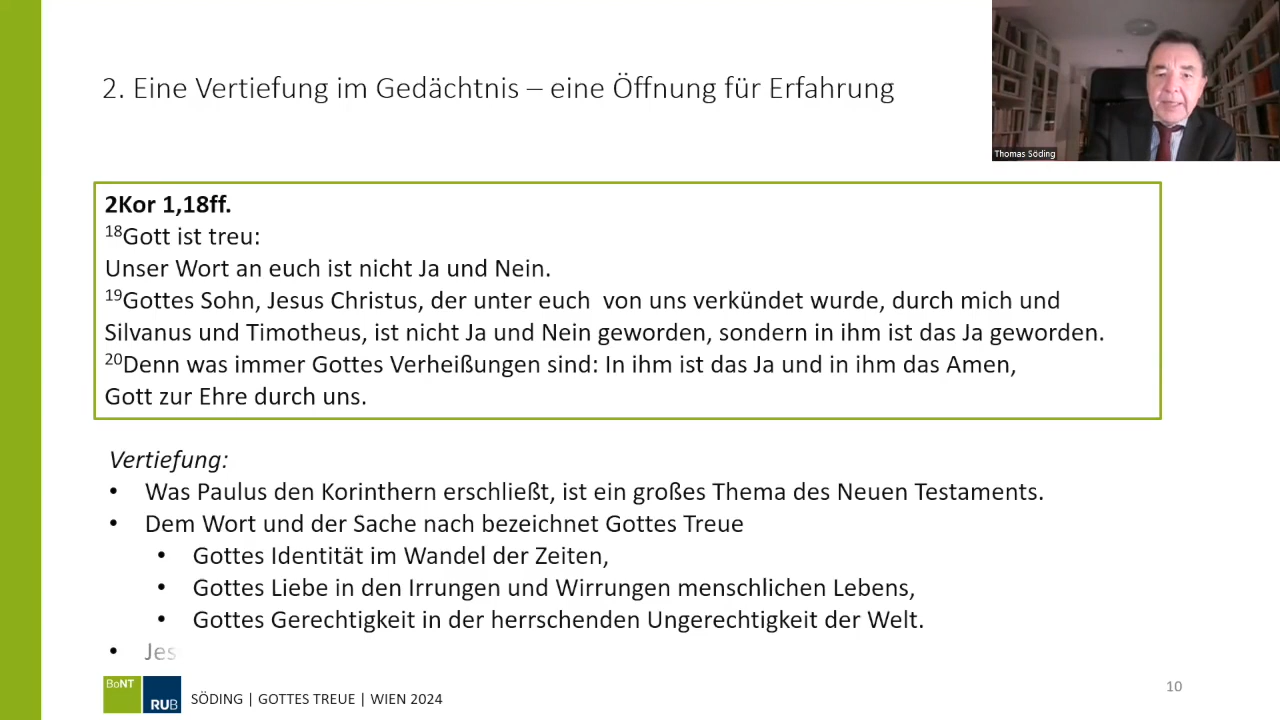 2. Eine Vertiefung im Gedächtnis – eine Öffnung für Erfahrung
Thomas Söding
2Kor 1,18ff.
18Gott ist treu:
Unser Wort an euch ist nicht Ja und Nein.
19Gottes Sohn, Jesus Christus, der unter euch von uns verkündet wurde, durch mich und
Silvanus und Timotheus, ist nicht Ja und Nein geworden, sondern in ihm ist das Ja geworden.
20Denn was immer Gottes Verheißungen sind: In ihm ist das Ja und in ihm das Amen,
Gott zur Ehre durch uns.
Vertiefung:
• Was Paulus den Korinthern erschließt, ist ein großes Thema des Neuen Testaments.
• Dem Wort und der Sache nach bezeichnet Gottes Treue
• Gottes Identität im Wandel der Zeiten,
• Gottes Liebe in den Irrungen und Wirrungen menschlichen Lebens,
• Gottes Gerechtigkeit in der herrschenden Ungerechtigkeit der Welt.
• Jes
BoNT
RUB
SÖDING | GOTTES TREUE | WIEN 2024
10